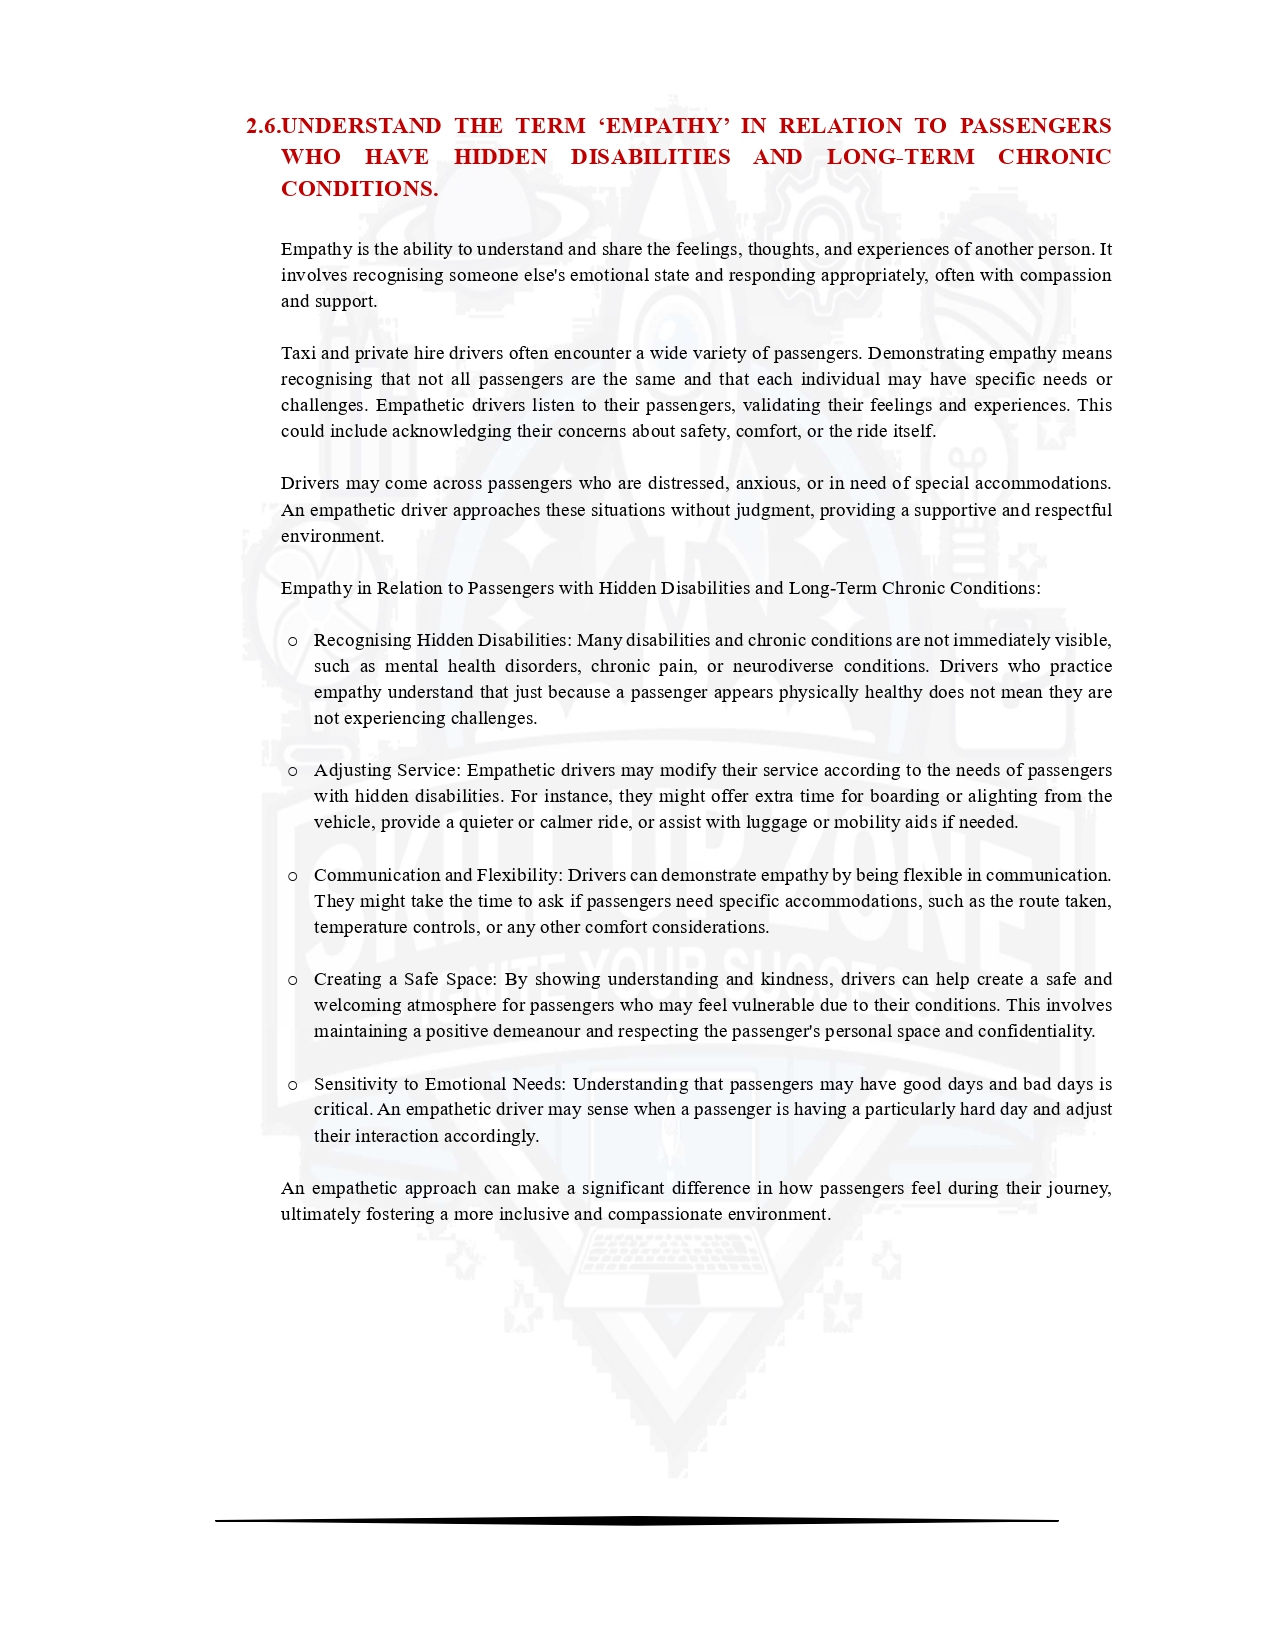 2.6.UNDERSTAND THE TERM ‘EMPATHY’ IN RELATION TO PASSENGERS
WHO HAVE HIDDEN DISABILITIES AND LONG-TERM CHRONIC
CONDITIONS.
Empathy is the ability to understand and share the feelings, thoughts, and experiences of another person. It
involves recognising someone else's emotional state and responding appropriately, often with compassion
and support.
Taxi and private hire drivers often encounter a wide variety of passengers. Demonstrating empathy means
recognising that not all passengers are the same and that each individual may have specific needs or
challenges. Empathetic drivers listen to their passengers, validating their feelings and experiences. This
could include acknowledging their concerns about safety, comfort, or the ride itself.
Drivers may come across passengers who are distressed, anxious, or in need of special accommodations.
An empathetic driver approaches these situations without judgment, providing a supportive and respectful
environment.
Empathy in Relation to Passengers with Hidden Disabilities and Long-Term Chronic Conditions:
o Recognising Hidden Disabilities: Many disabilities and chronic conditions are not immediately visible,
such as mental health disorders, chronic pain, or neurodiverse conditions. Drivers who practice
empathy understand that just because a passenger appears physically healthy does not mean they are
not experiencing challenges.
o Adjusting Service: Empathetic drivers may modify their service according to the needs of passengers
with hidden disabilities. For instance, they might offer extra time for boarding or alighting from the
vehicle, provide a quieter or calmer ride, or assist with luggage or mobility aids if needed.
o Communication and Flexibility: Drivers can demonstrate empathy by being flexible in communication.
They might take the time to ask if passengers need specific accommodations, such as the route taken,
temperature controls, or any other comfort considerations.
o Creating a Safe Space: By showing understanding and kindness, drivers can help create a safe and
welcoming atmosphere for passengers who may feel vulnerable due to their conditions. This involves
maintaining a positive demeanour and respecting the passenger's personal space and confidentiality.
o Sensitivity to Emotional Needs: Understanding that passengers may have good days and bad days is
critical. An empathetic driver may sense when a passenger is having a particularly hard day and adjust
their interaction accordingly.
An empathetic approach can make a significant difference in how passengers feel during their journey,
ultimately fostering a more inclusive and compassionate environment.
SKILL UP ZONE
IGNITE YOUR SUCCESS